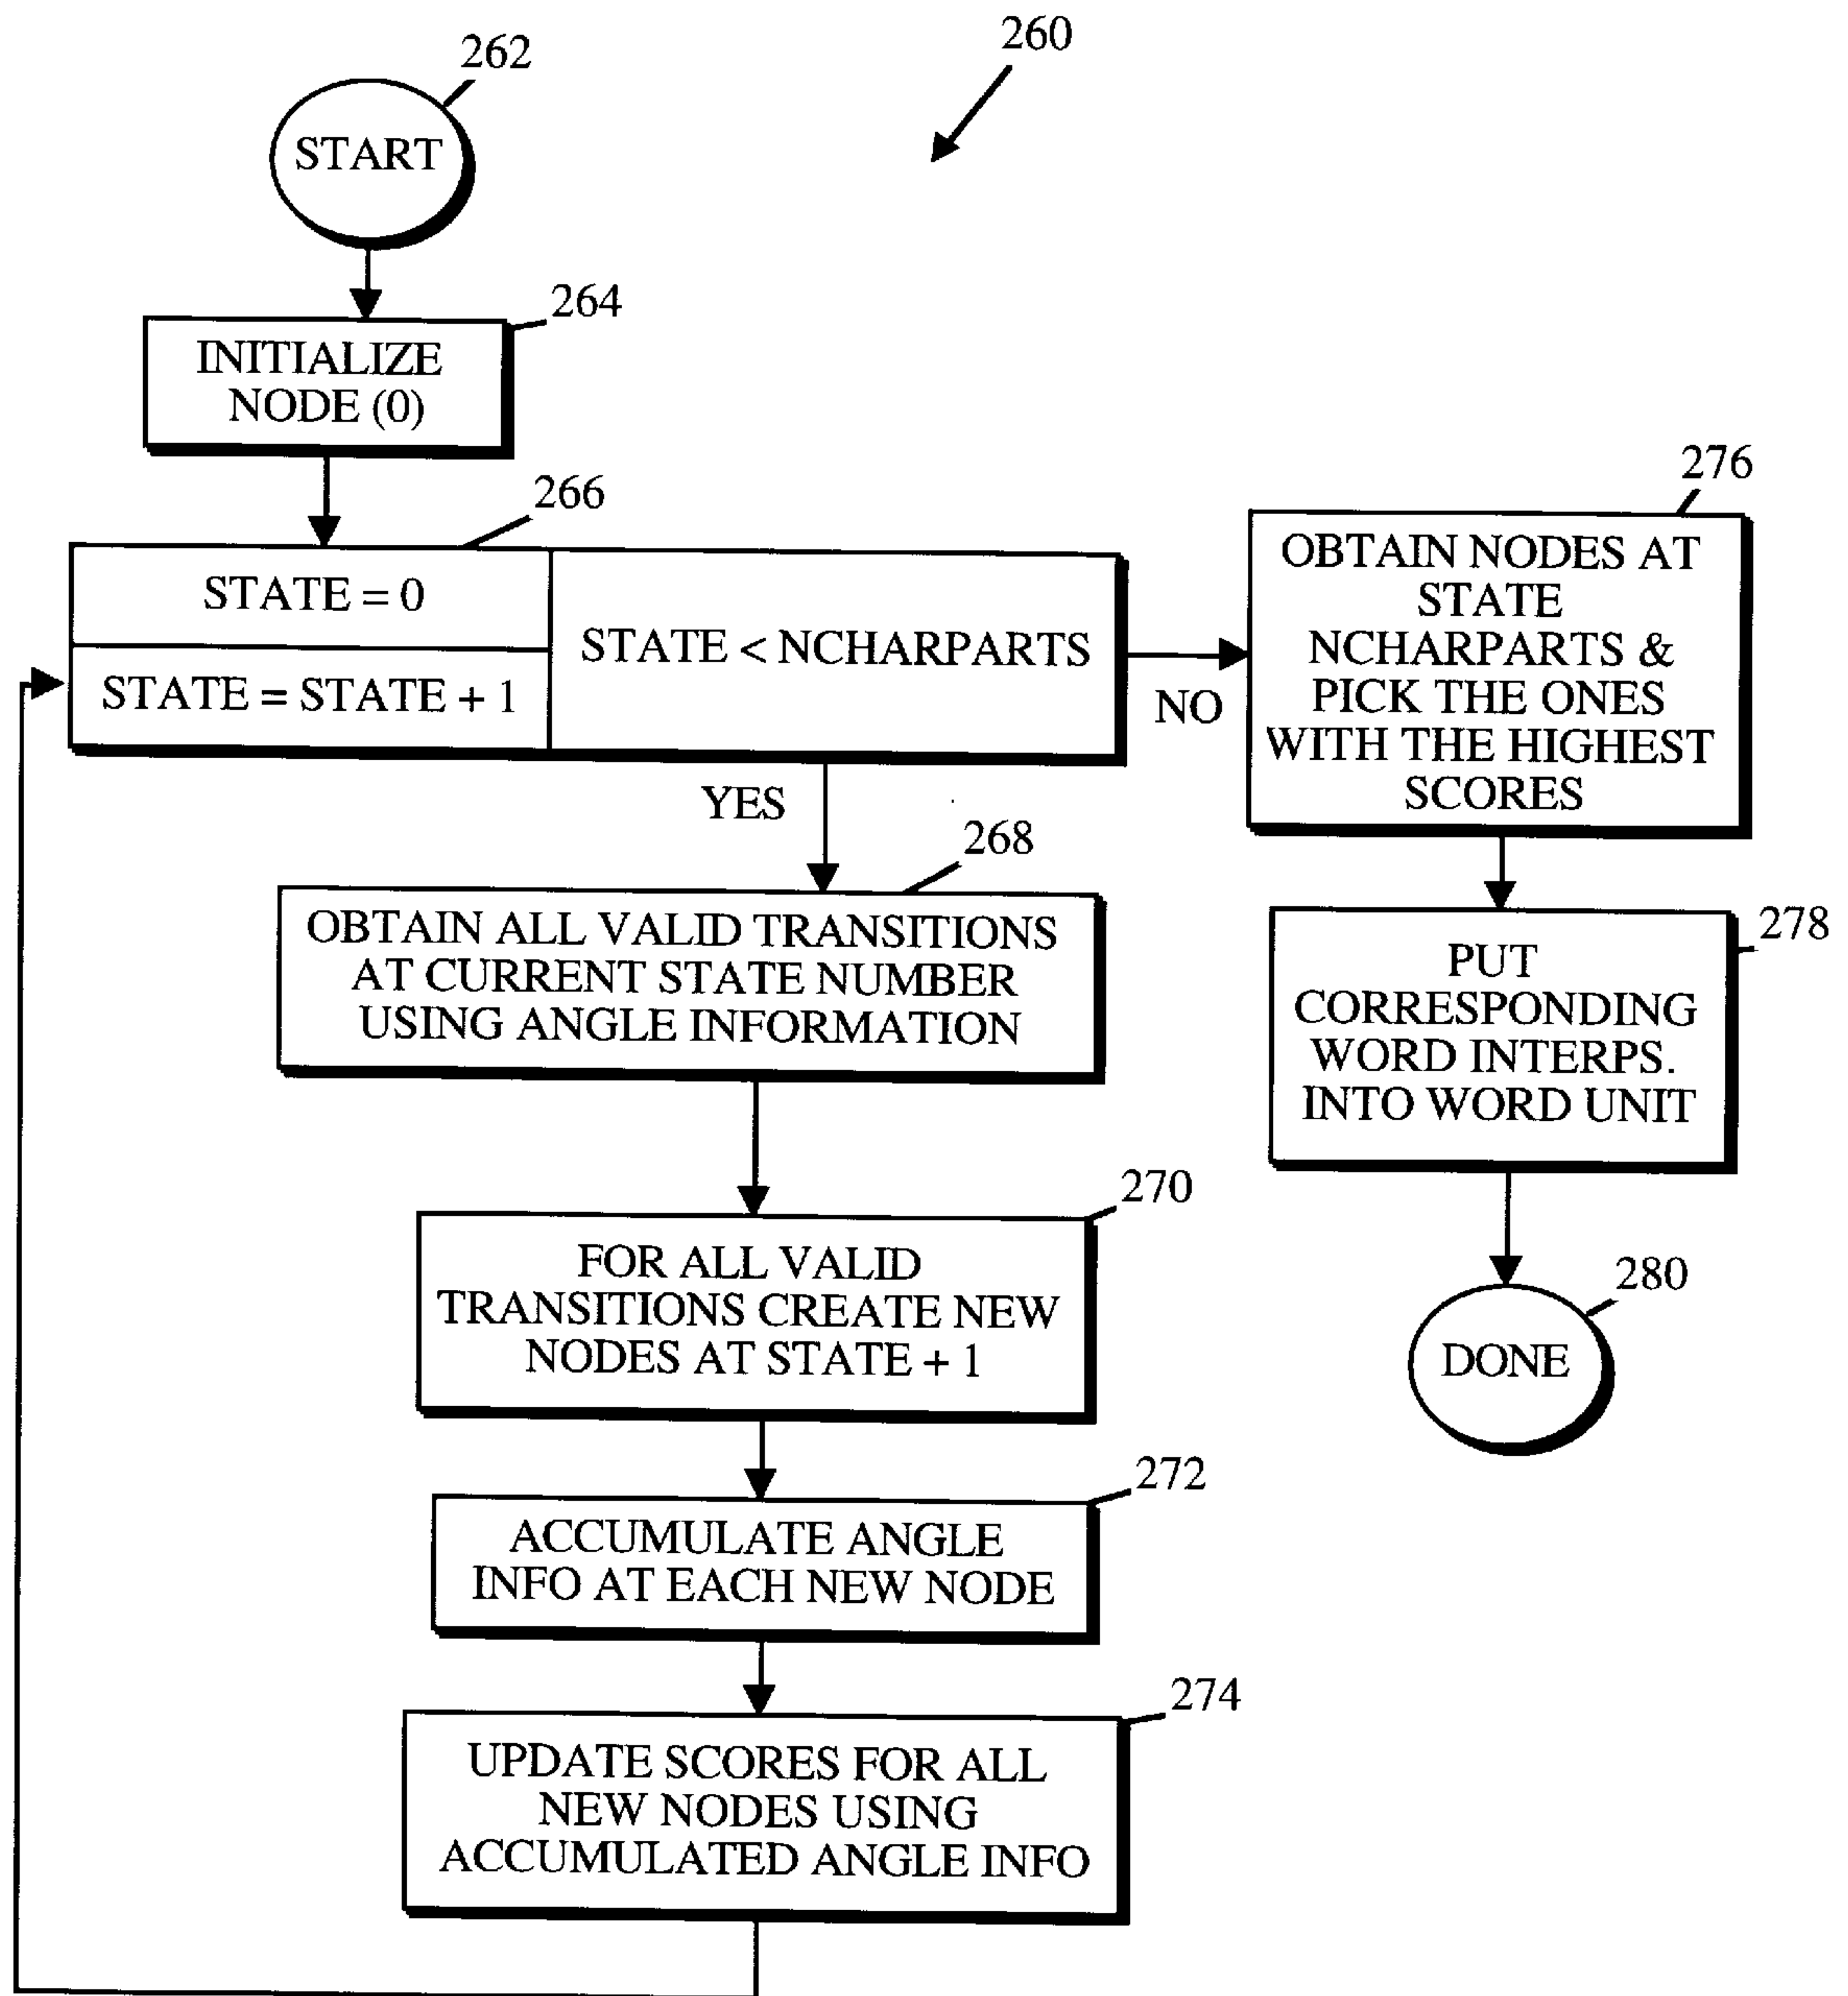 260
262
START
264
INITIALIZE
NODE (0)
266
STATE = 0
STATE = STATE + 1
STATE < NCHARPARTS
NO
YES
268
OBTAIN ALL VALID TRANSITIONS
AT CURRENT STATE NUMBER
USING ANGLE INFORMATION
270
FOR ALL VALID
TRANSITIONS CREATE NEW
NODES AT STATE + 1
272
ACCUMULATE ANGLE
INFO AT EACH NEW NODE
274
UPDATE SCORES FOR ALL
NEW NODES USING
ACCUMULATED ANGLE INFO
276
OBTAIN NODES AT
STATE
NCHARPARTS &
PICK THE ONES
WITH THE HIGHEST
SCORES
278
PUT
CORRESPONDING
WORD INTERPS.
INTO WORD UNIT
280
DONE